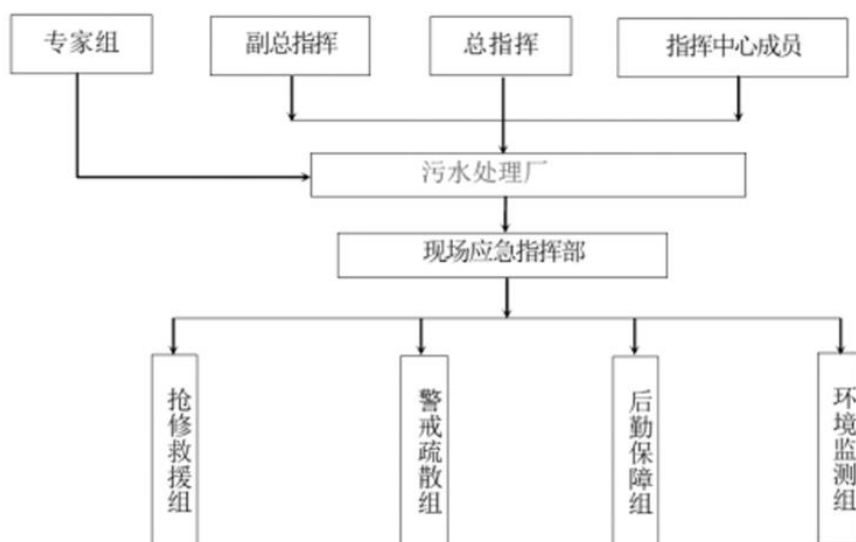 专家组
副总指挥
总指挥
指挥中心成员
污水处理厂
现场应急指挥部
抢修救援组
警戒疏散组
后勤保障组
环境监测组